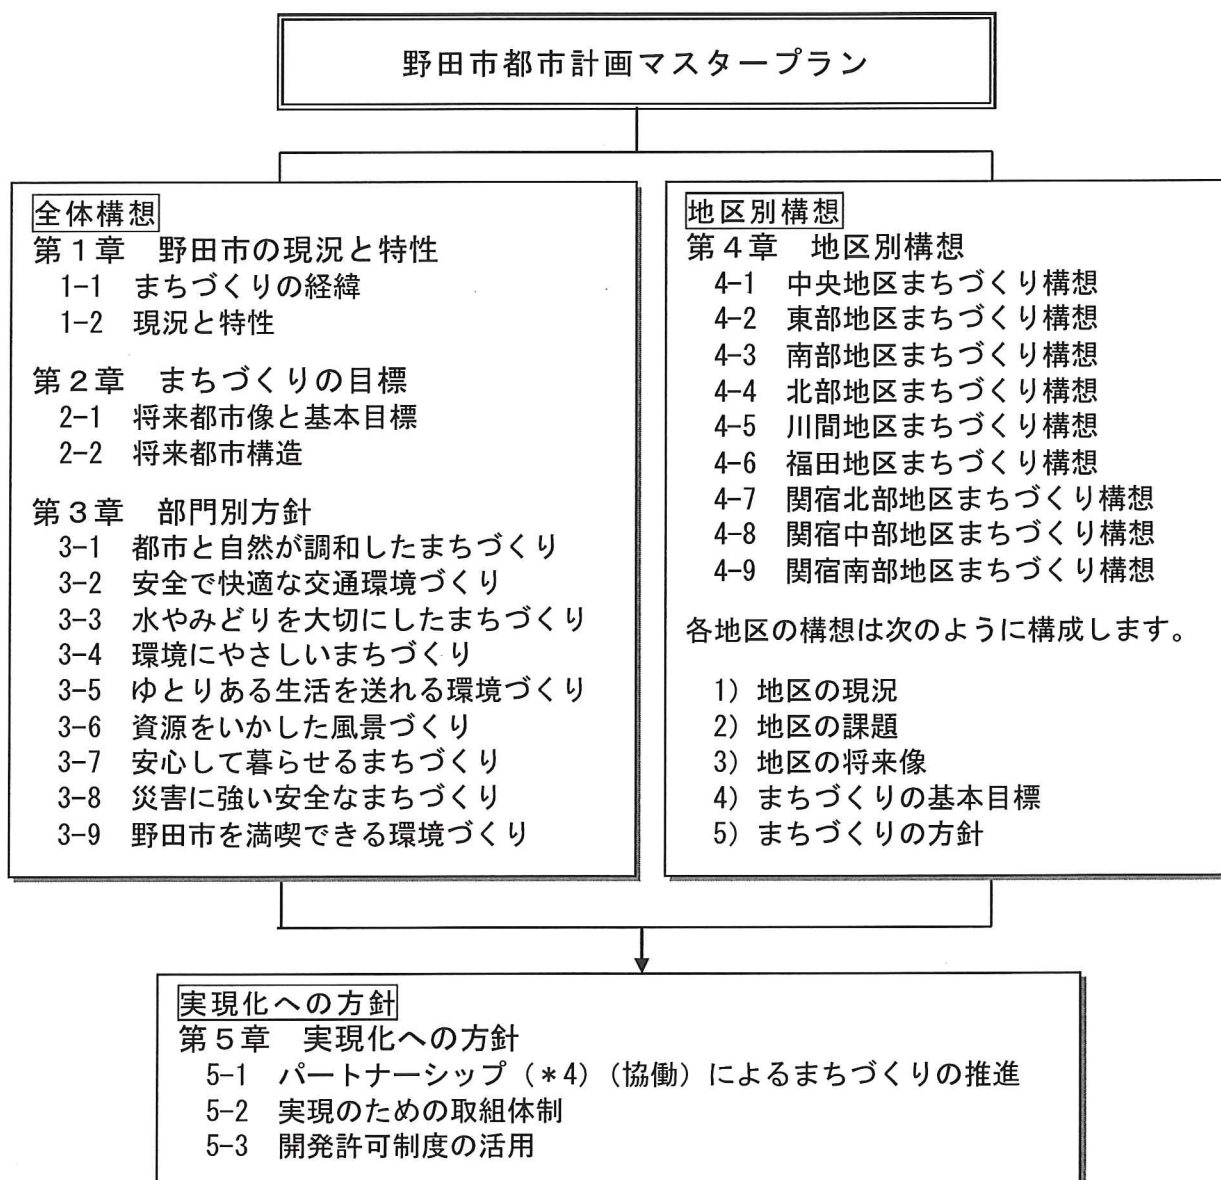 野田市都市計画マスタープラン
全体構想
第１章　野田市の現況と特性
1-1　まちづくりの経緯
1-2　現況と特性
第２章　まちづくりの目標
2-1　将来都市像と基本目標
2-2　将来都市構造
第３章　部門別方針
3-1　都市と自然が調和したまちづくり
3-2　安全で快適な交通環境づくり
3-3　水やみどりを大切にしたまちづくり
3-4　環境にやさしいまちづくり
3-5　ゆとりある生活を送れる環境づくり
3-6　資源をいかした風景づくり
3-7　安心して暮らせるまちづくり
3-8　災害に強い安全なまちづくり
3-9　野田市を満喫できる環境づくり
地区別構想
第４章　地区別構想
4-1　中央地区まちづくり構想
4-2　東部地区まちづくり構想
4-3　南部地区まちづくり構想
4-4　北部地区まちづくり構想
4-5　川間地区まちづくり構想
4-6　福田地区まちづくり構想
4-7　関宿北部地区まちづくり構想
4-8　関宿中部地区まちづくり構想
4-9　関宿南部地区まちづくり構想
各地区の構想は次のように構成します。
1）地区の現況
2）地区の課題
3）地区の将来像
4）まちづくりの基本目標
5）まちづくりの方針
実現化への方針
第５章　実現化への方針
5-1　パートナーシップ（＊4）（協働）によるまちづくりの推進
5-2　実現のための取組体制
5-3　開発許可制度の活用